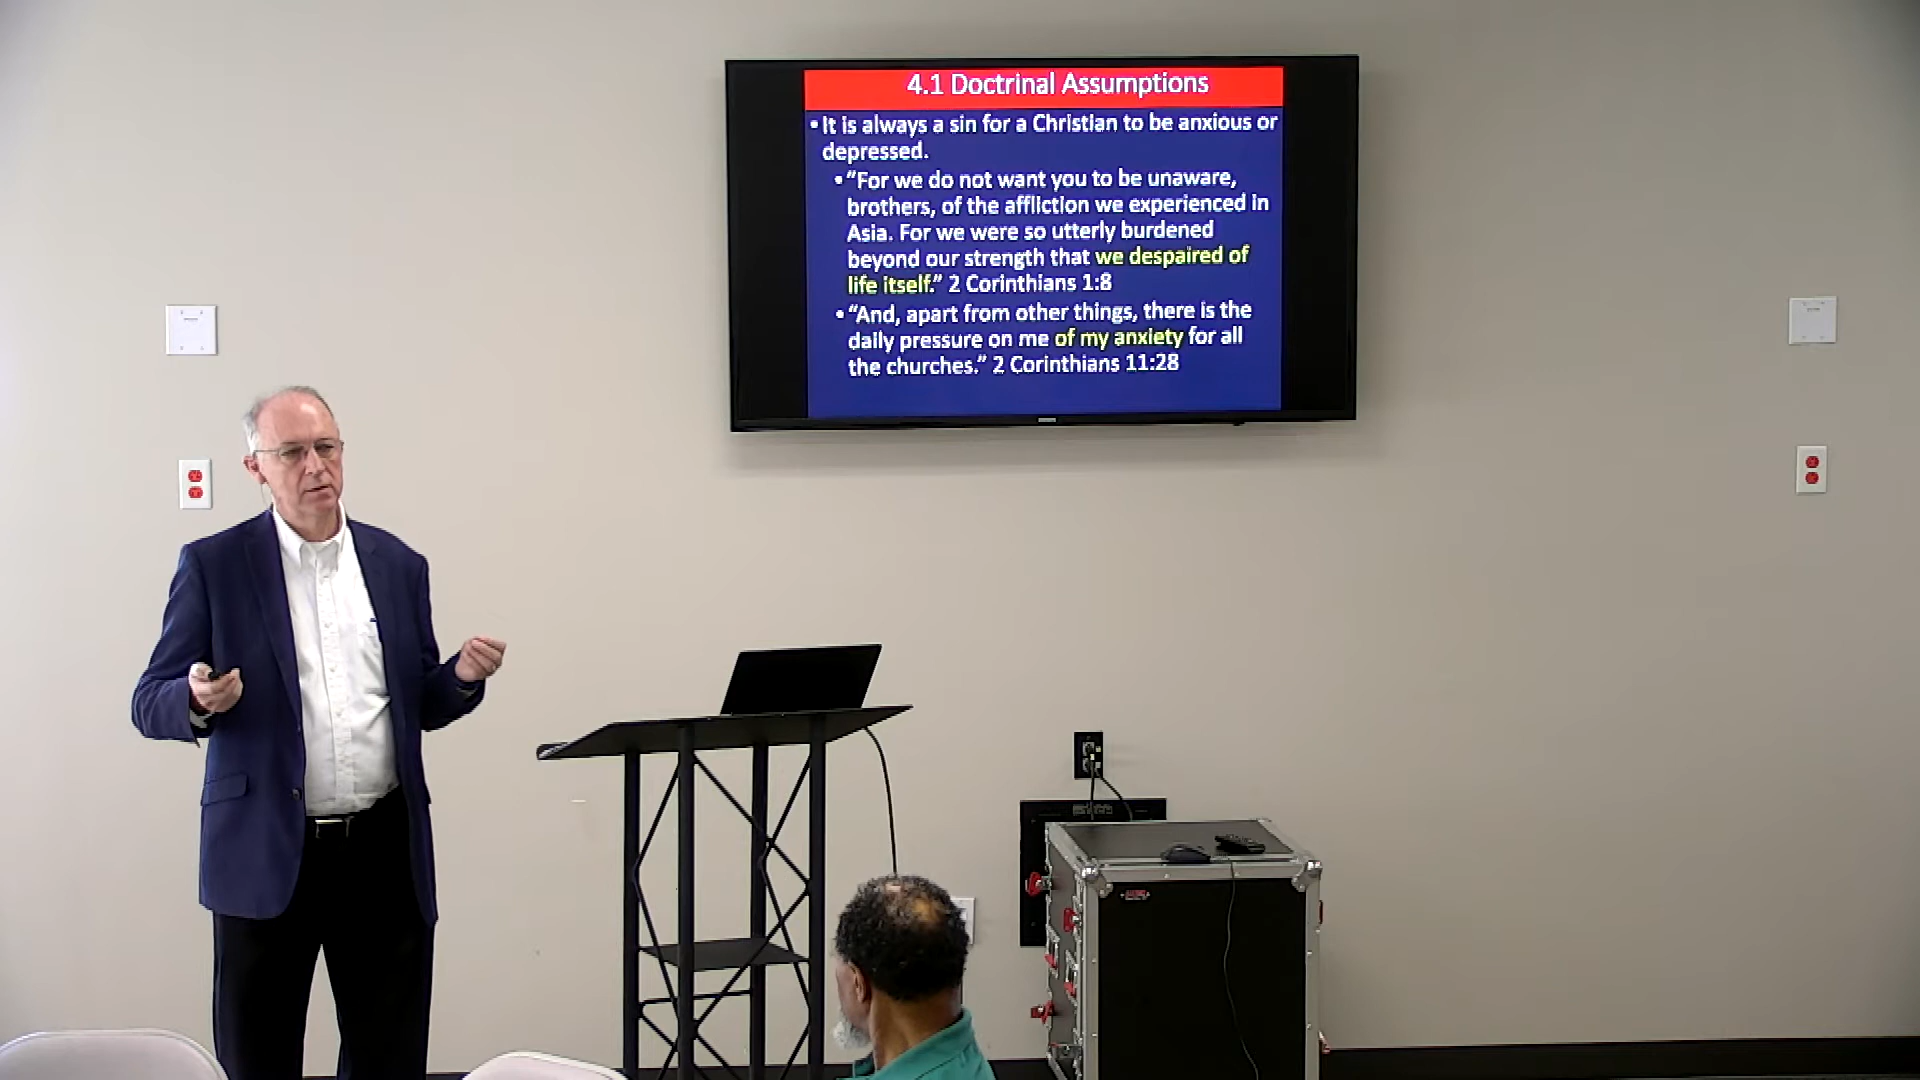 4.1 Doctrinal Assumptions
• It is always a sin for a Christian to be anxious or
depressed.
• “For we do not want you to be unaware,
brothers, of the affliction we experienced in
Asia. For we were so utterly burdened
beyond our strength that we despaired of
life itself.” 2 Corinthians 1:8
• “And, apart from other things, there is the
daily pressure on me of my anxiety for all
the churches.” 2 Corinthians 11:28